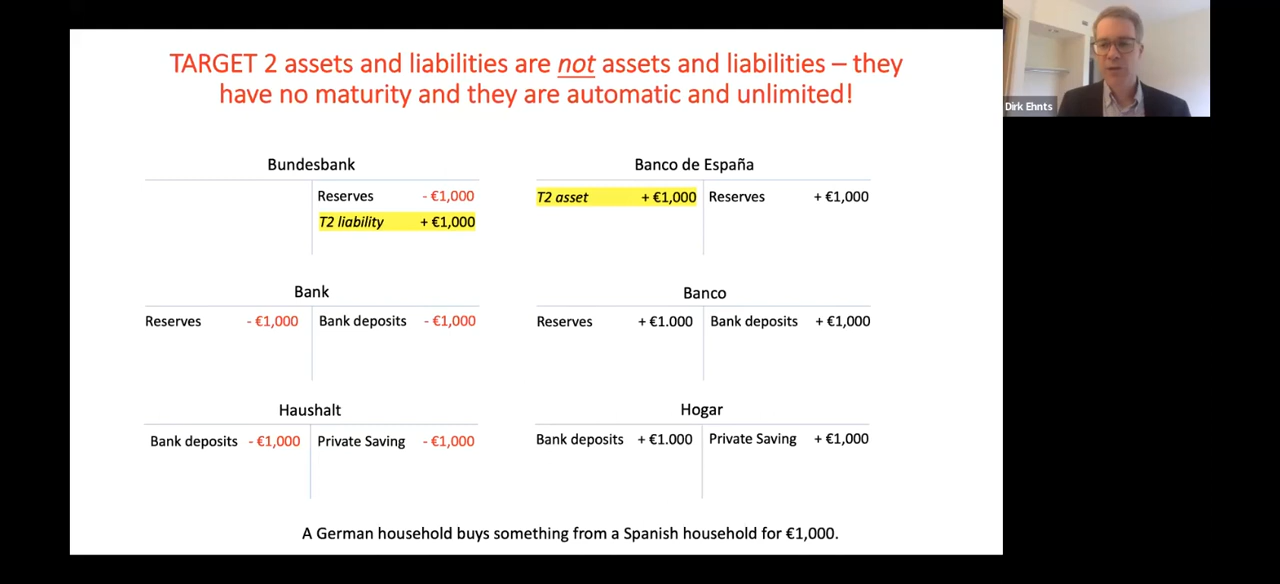 TARGET 2 assets and liabilities are not assets and liabilities – they
have no maturity and they are automatic and unlimited!
Dirk Ehnts
Bundesbank
Reserves - €1,000
T2 liability + €1,000
Banco de España
T2 asset + €1,000 Reserves + €1,000
Bank
Reserves - €1,000 Bank deposits - €1,000
Banco
Reserves + €1.000 Bank deposits + €1,000
Haushalt
Bank deposits - €1,000 Private Saving - €1,000
Hogar
Bank deposits + €1.000 Private Saving + €1,000
A German household buys something from a Spanish household for €1,000.